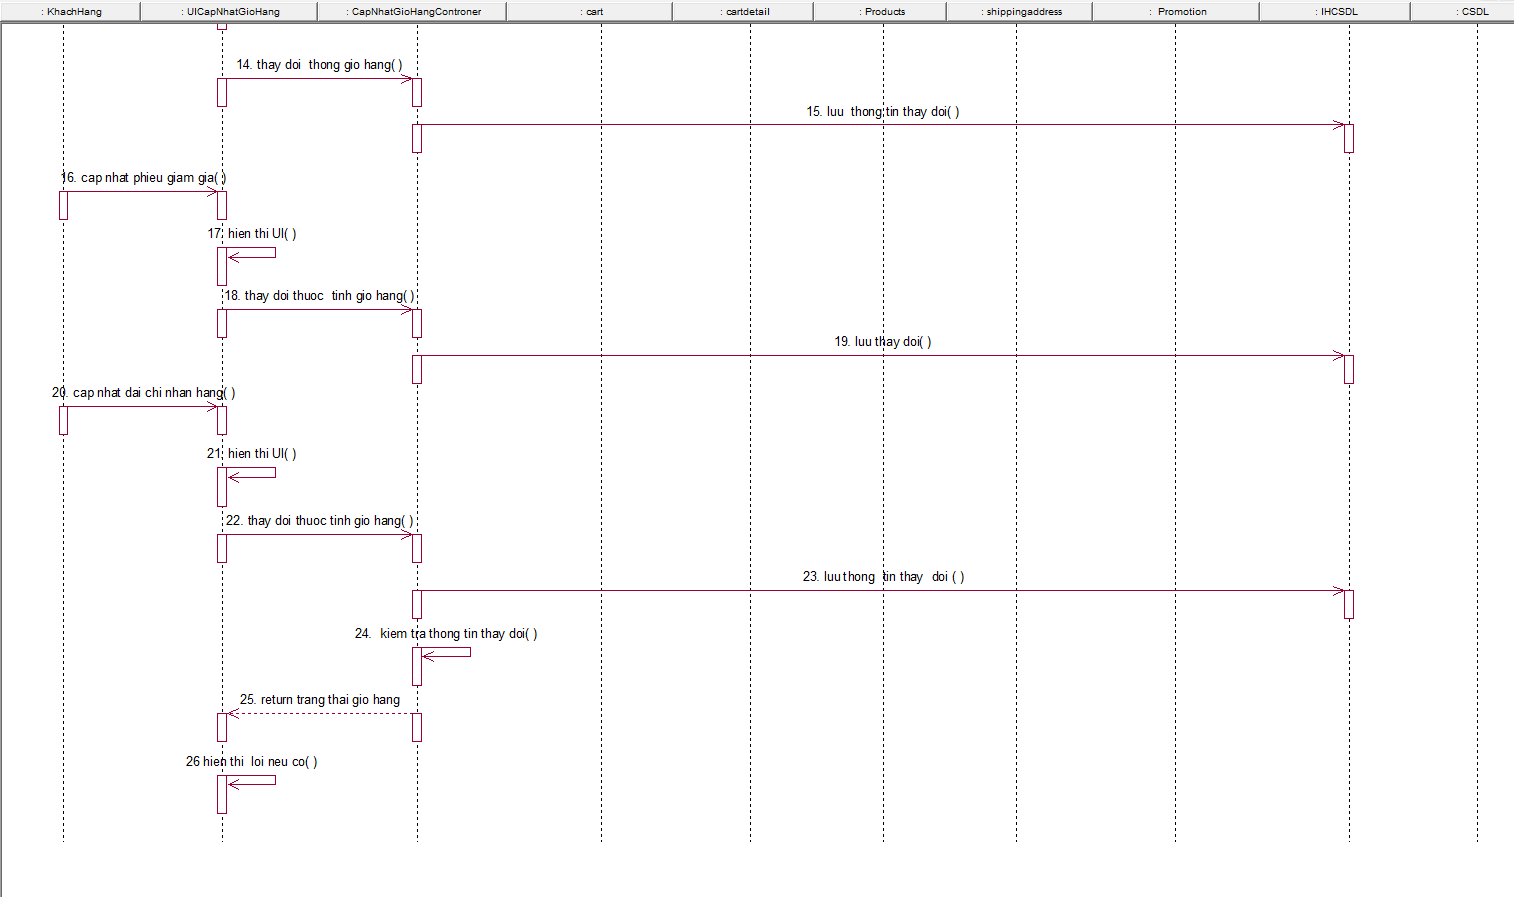 : KhachHang
: UICapNhatGioHang
: CapNhatGioHangControner
: cart
: cartdetail
: Products
: shippingaddress
: Promotion
: IHCSDL
: CSDL
14. thay doi thong gio hang( )
15. luu thong tin thay doi( )
16. cap nhat phieu giam gia( )
17. hien thi UI( )
18. thay doi thuoc tinh gio hang( )
19. luu thay doi( )
20. cap nhat dai chi nhan hang( )
21. hien thi UI( )
22. thay doi thuoc tinh gio hang( )
23. luu thong tin thay doi ( )
24. kiem tra thong tin thay doi( )
25. return trang thai gio hang
26 hien thi loi neu co( )